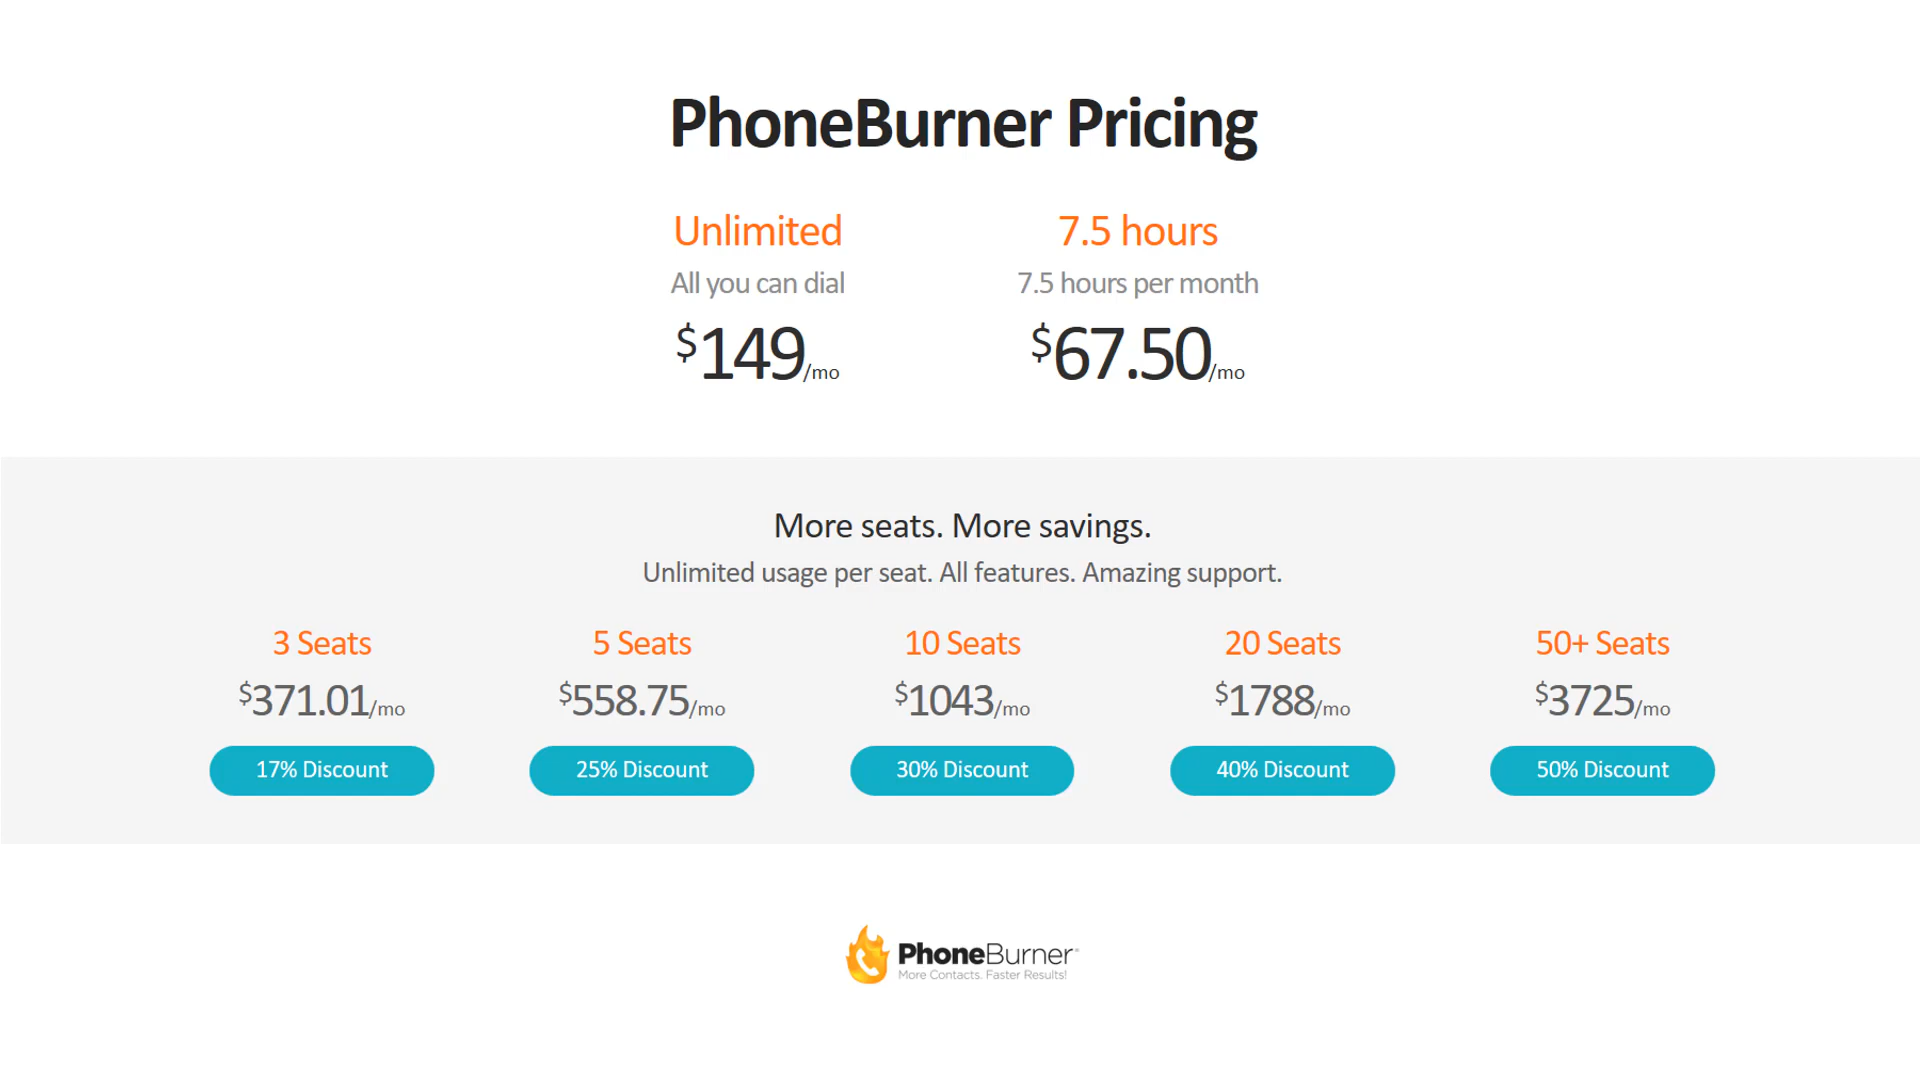 PhoneBurner Pricing
Unlimited
All you can dial
$149/mo
7.5 hours
7.5 hours per month
$67.50/mo
More seats. More savings.
Unlimited usage per seat. All features. Amazing support.
3 Seats
$371.01/mo
17% Discount
5 Seats
$558.75/mo
25% Discount
10 Seats
$1043/mo
30% Discount
20 Seats
$1788/mo
40% Discount
50+ Seats
$3725/mo
50% Discount
PhoneBurner
More Contacts. Faster Results!